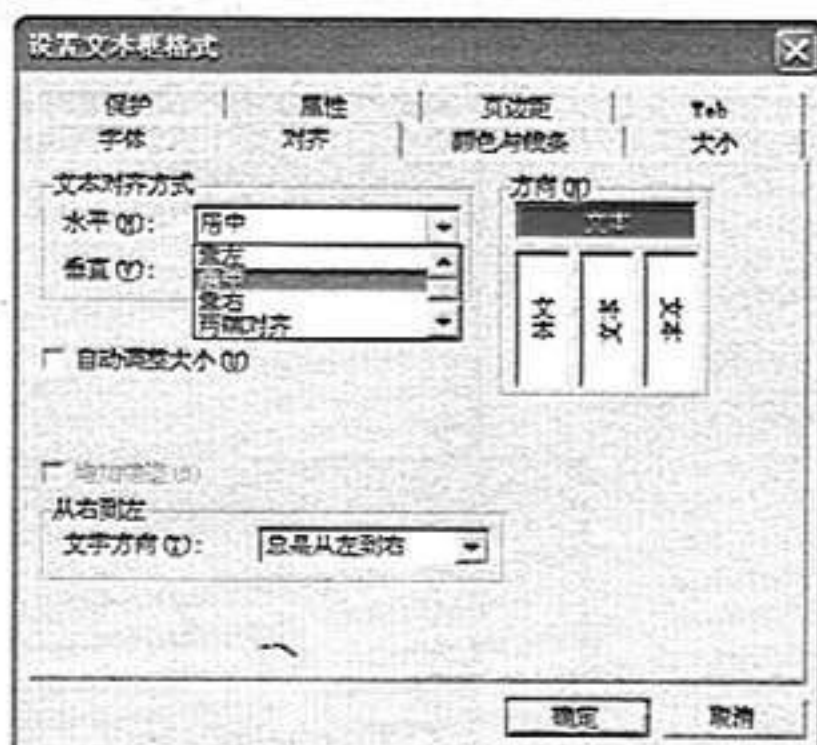 设置文本框格式
保护 属性 页边距 Web
字体 对齐 颜色与线条 大小
文本对齐方式
水平(H): 居中
靠左
垂直(V): 居中
靠右
两端对齐
自动调整大小(U)
从右到左
文字方向(T): 总是从左到右
方向(O)
文本
文本 文本 文本
确定 取消